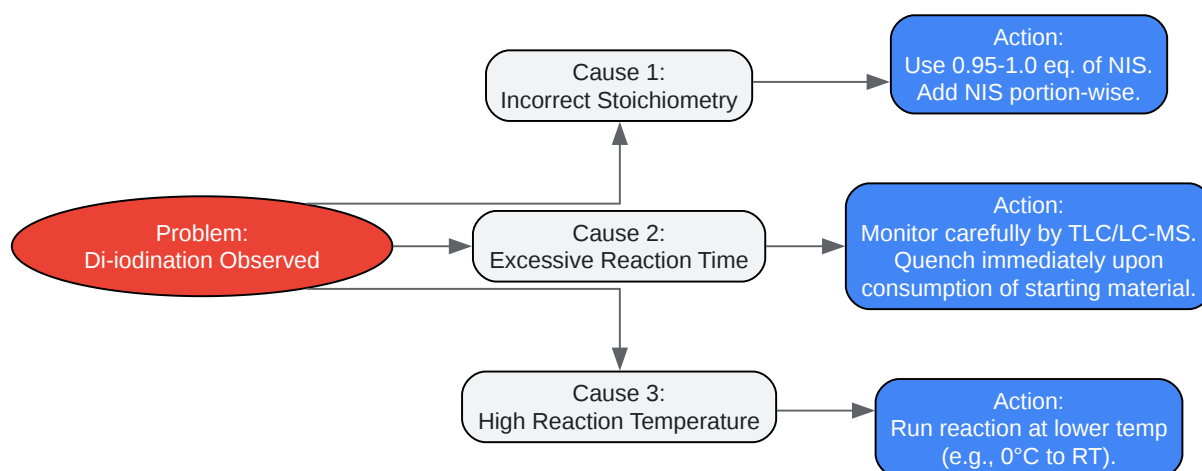 Problem:
Di-iodination Observed
Cause 1:
Incorrect Stoichiometry
Action:
Use 0.95-1.0 eq. of NIS.
Add NIS portion-wise.
Cause 2:
Excessive Reaction Time
Action:
Monitor carefully by TLC/LC-MS.
Quench immediately upon
consumption of starting material.
Cause 3:
High Reaction Temperature
Action:
Run reaction at lower temp
(e.g., 0°C to RT).